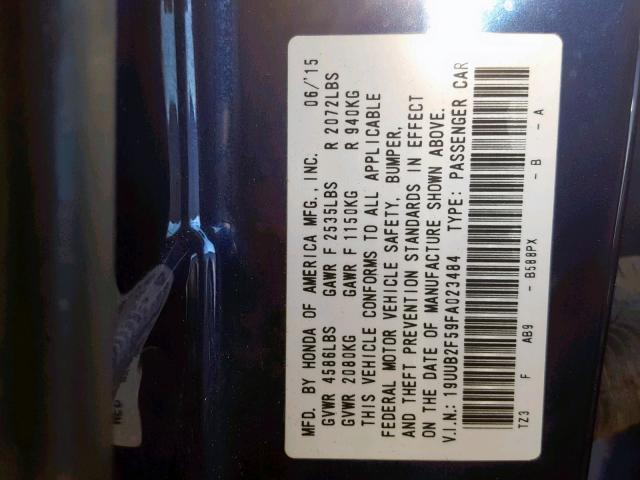 MFD. BY HONDA OF AMERICA MFG., INC. 06/'15
GVWR 4586LBS GAWR F 2535LBS R 2072LBS
GVWR 2080KG GAWR F 1150KG R 940KG
THIS VEHICLE CONFORMS TO ALL APPLICABLE
FEDERAL MOTOR VEHICLE SAFETY, BUMPER,
AND THEFT PREVENTION STANDARDS IN EFFECT
ON THE DATE OF MANUFACTURE SHOWN ABOVE.
V.I.N.: 19UUB2F59FA023484 TYPE: PASSENGER CAR
TZ3 F AB9 - B588PX - B - A